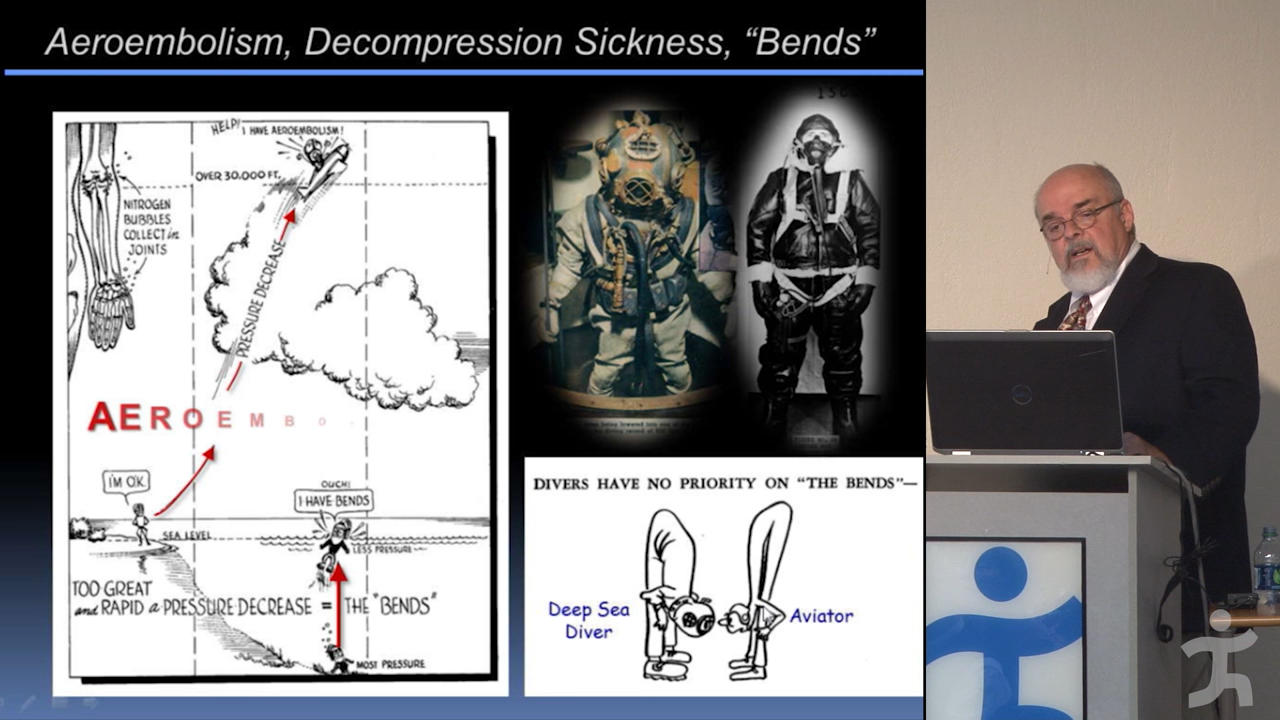 Aeroembolism, Decompression Sickness, “Bends”
HELP! I HAVE AEROEMBOLISM!
OVER 30,000 FT.
NITROGEN
BUBBLES
COLLECT in
JOINTS
PRESSURE DECREASE
AEROEMBO
I'M O.K.
OUCH!
I HAVE BENDS
SEA LEVEL
LESS PRESSURE
TOO GREAT
and RAPID a PRESSURE DECREASE = THE "BENDS"
MOST PRESSURE
DIVERS HAVE NO PRIORITY ON “THE BENDS”—
Deep Sea
Diver
Aviator